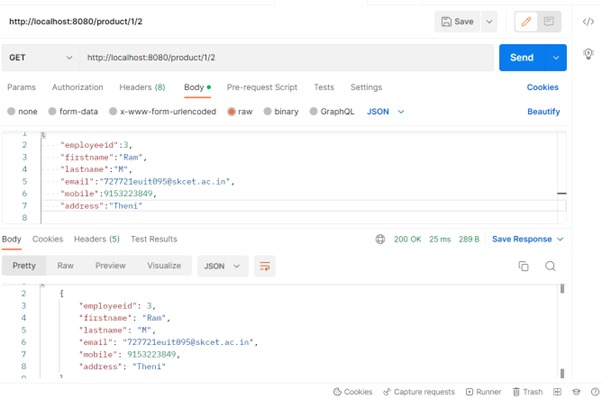 http://localhost:8080/product/1/2
Save
GET http://localhost:8080/product/1/2 Send
Params Authorization Headers (8) Body Pre-request Script Tests Settings Cookies
none form-data x-www-form-urlencoded raw binary GraphQL JSON Beautify
1 {
2 "employeeid":3,
3 "firstname":"Ram",
4 "lastname":"M",
5 "email":"727721euit095@skcet.ac.in",
6 "mobile":9153223849,
7 "address":"Theni"
8
Body Cookies Headers (5) Test Results 200 OK 25 ms 289 B Save Response
Pretty Raw Preview Visualize JSON
2 {
3 "employeeid": 3,
4 "firstname": "Ram",
5 "lastname": "M",
6 "email": "727721euit095@skcet.ac.in",
7 "mobile": 9153223849,
8 "address": "Theni"
Cookies Capture requests Runner Trash